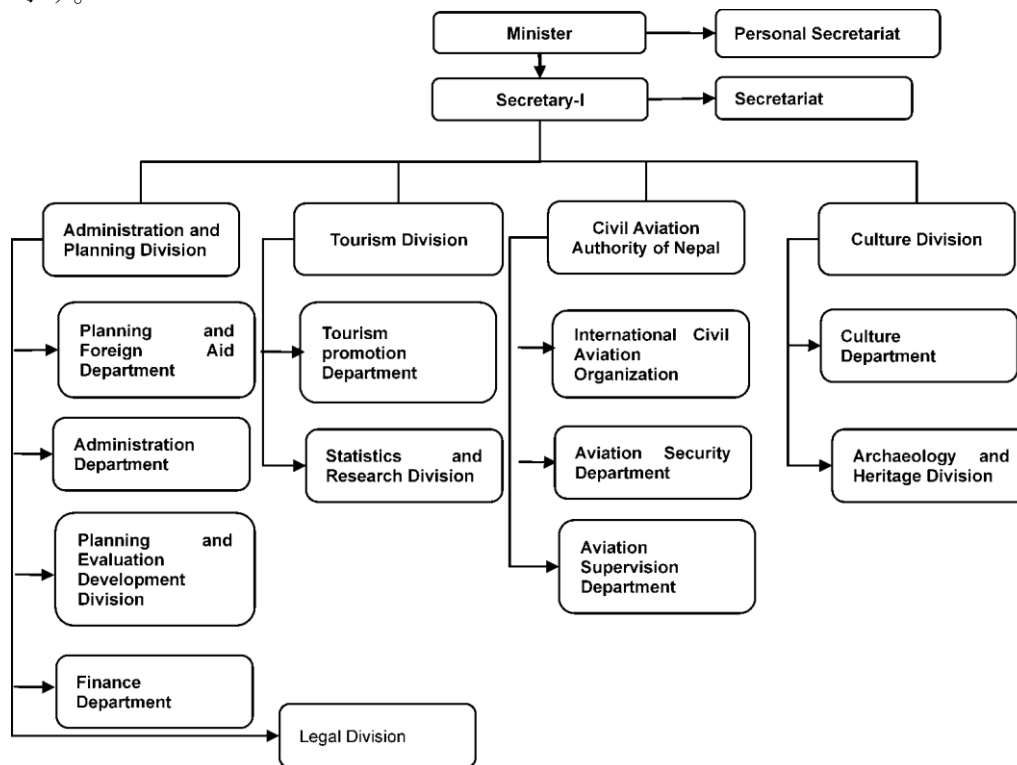 Minister
Personal Secretariat
Secretary-I
Secretariat
Administration and
Planning Division
Tourism Division
Civil Aviation
Authority of Nepal
Culture Division
Planning and
Foreign Aid
Department
Tourism
promotion
Department
International Civil
Aviation
Organization
Culture
Department
Administration
Department
Statistics and
Research Division
Aviation Security
Department
Archaeology and
Heritage Division
Planning and
Evaluation
Development
Division
Aviation
Supervision
Department
Finance
Department
Legal Division